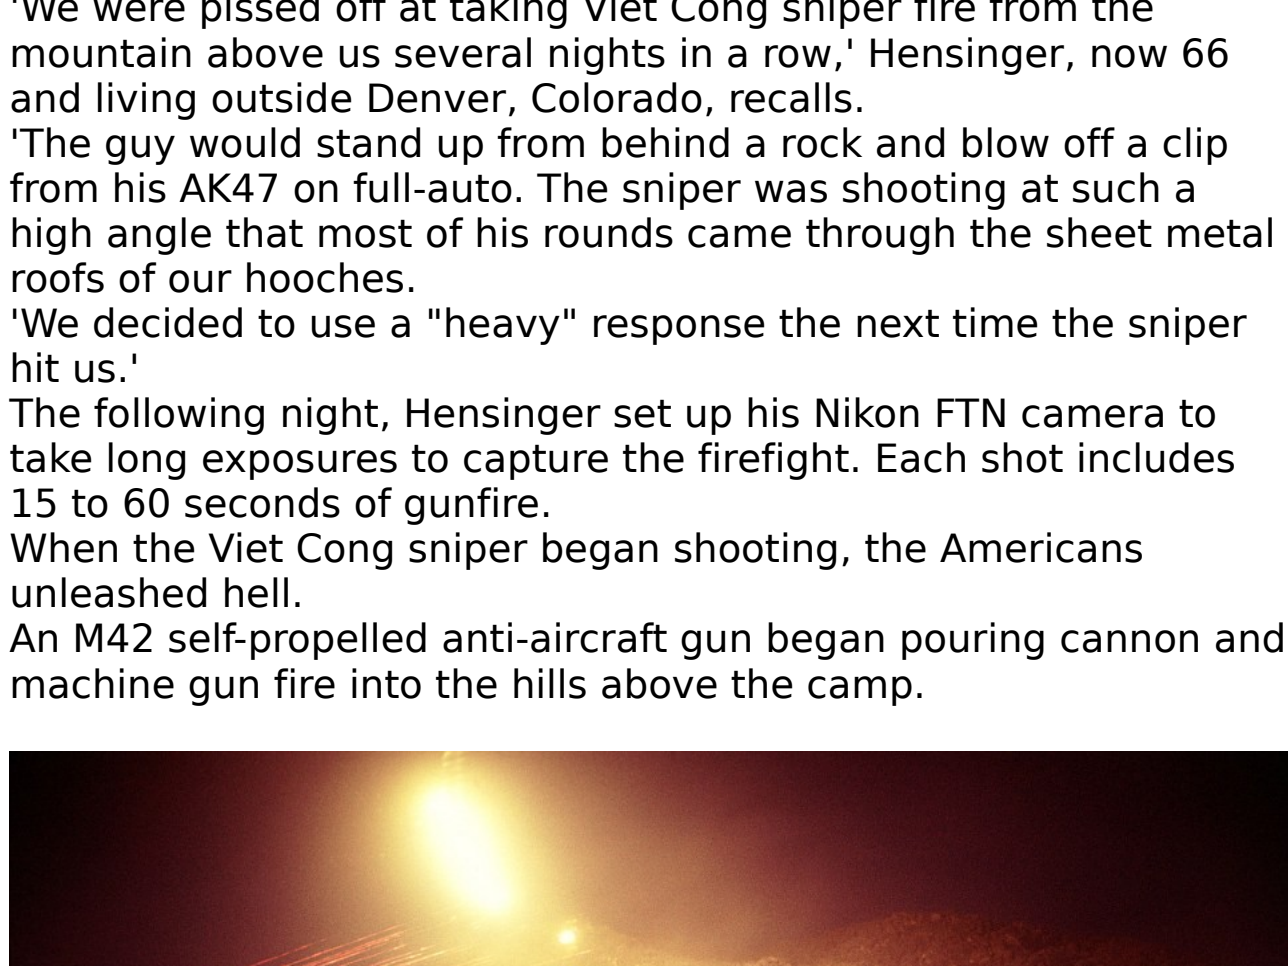 'We were pissed off at taking Viet Cong sniper fire from the
mountain above us several nights in a row,' Hensinger, now 66
and living outside Denver, Colorado, recalls.
'The guy would stand up from behind a rock and blow off a clip
from his AK47 on full-auto. The sniper was shooting at such a
high angle that most of his rounds came through the sheet metal
roofs of our hooches.
'We decided to use a "heavy" response the next time the sniper
hit us.'
The following night, Hensinger set up his Nikon FTN camera to
take long exposures to capture the firefight. Each shot includes
15 to 60 seconds of gunfire.
When the Viet Cong sniper began shooting, the Americans
unleashed hell.
An M42 self-propelled anti-aircraft gun began pouring cannon and
machine gun fire into the hills above the camp.